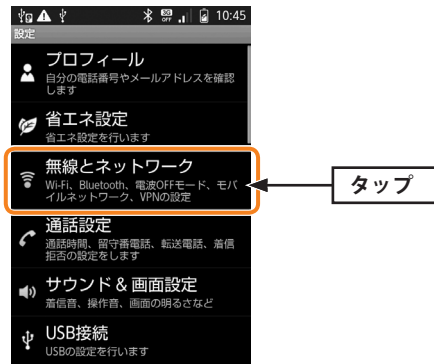 3G
OFF
10:45
設定
プロフィール
自分の電話番号やメールアドレスを確認
します
省エネ設定
省エネ設定を行います
無線とネットワーク
Wi-Fi、Bluetooth、電波OFFモード、モバ
イルネットワーク、VPNの設定
タップ
通話設定
通話時間、留守番電話、転送電話、着信
拒否の設定をします
サウンド & 画面設定
着信音、操作音、画面の明るさなど
USB接続
USBの設定を行います